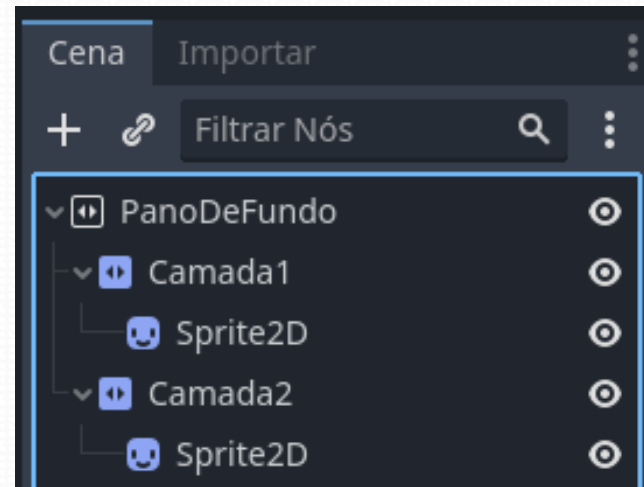 Cena Importar
Filtrar Nós
PanoDeFundo
Camada1
Sprite2D
Camada2
Sprite2D